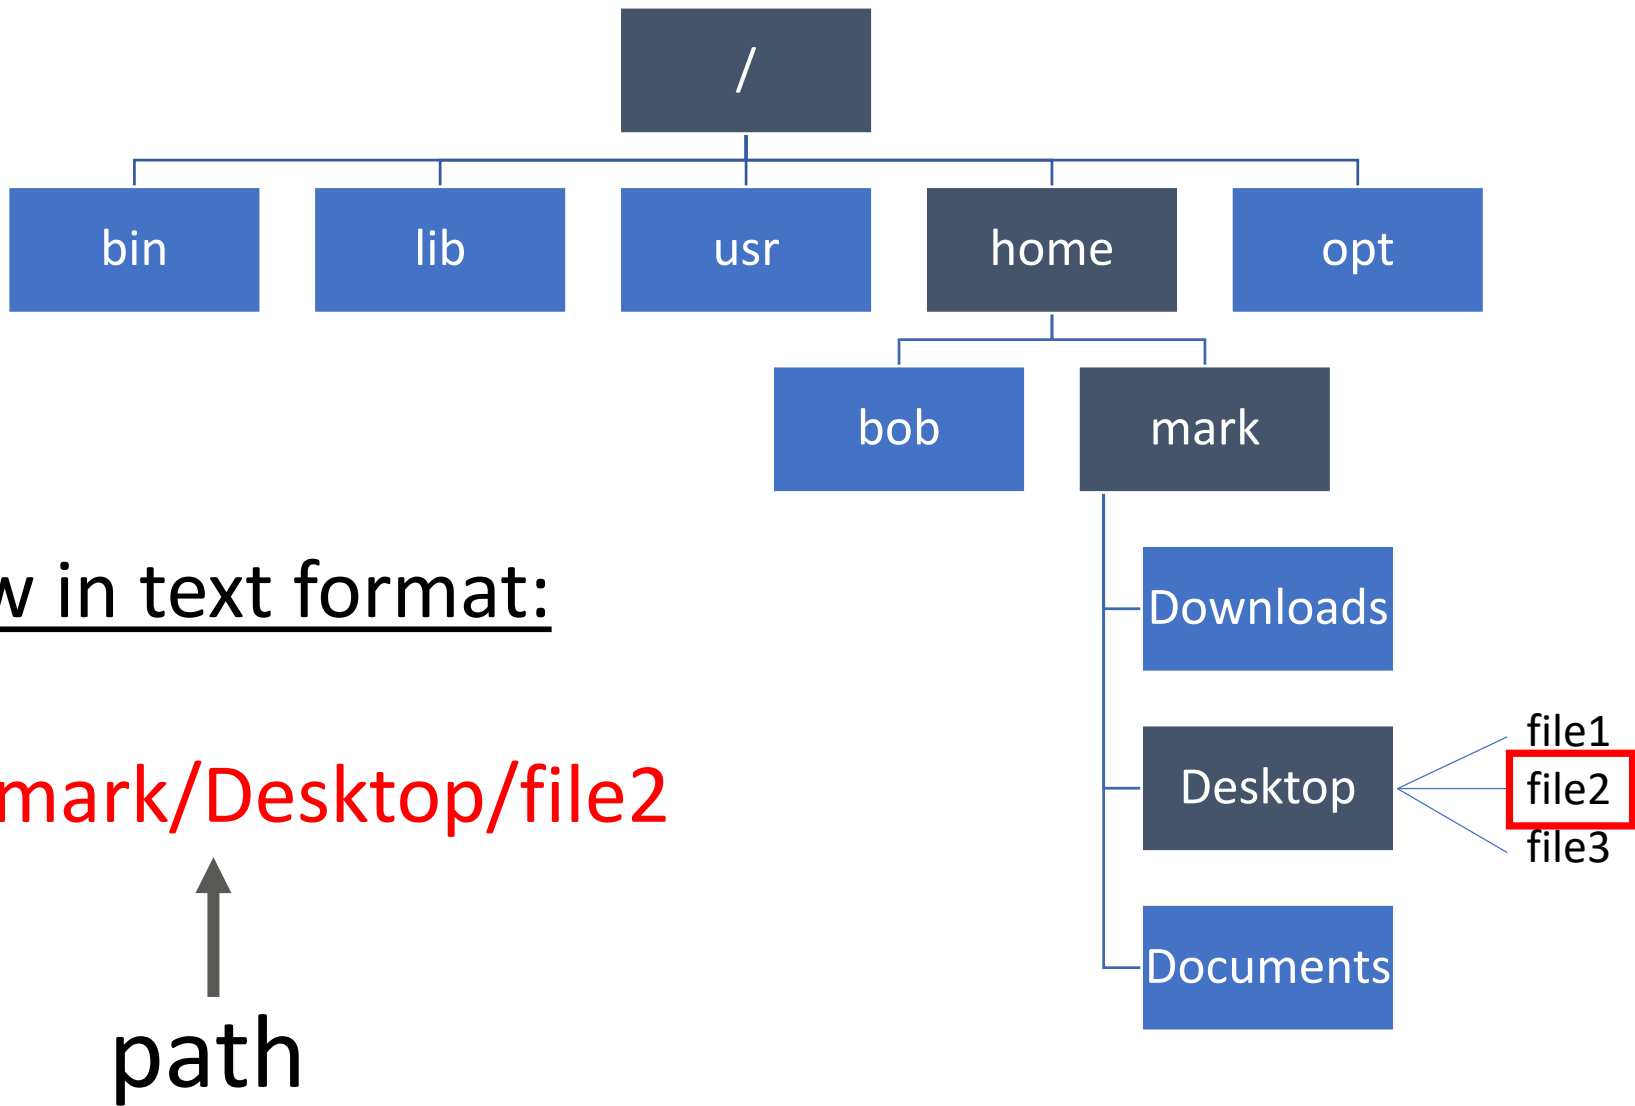 /
bin lib usr home opt
bob mark
in text format:
Downloads
file1
mark/Desktop/file2
Desktop
file2
file3
Documents
path